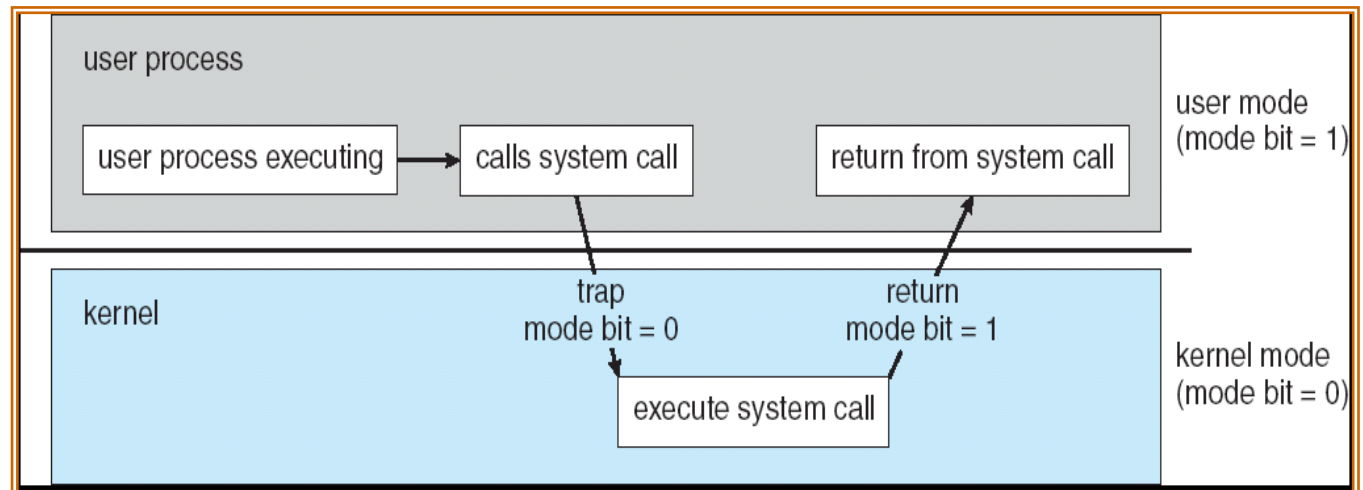 user process
user process executing
calls system call
return from system call
user mode
(mode bit = 1)
kernel
trap
mode bit = 0
return
mode bit = 1
execute system call
kernel mode
(mode bit = 0)